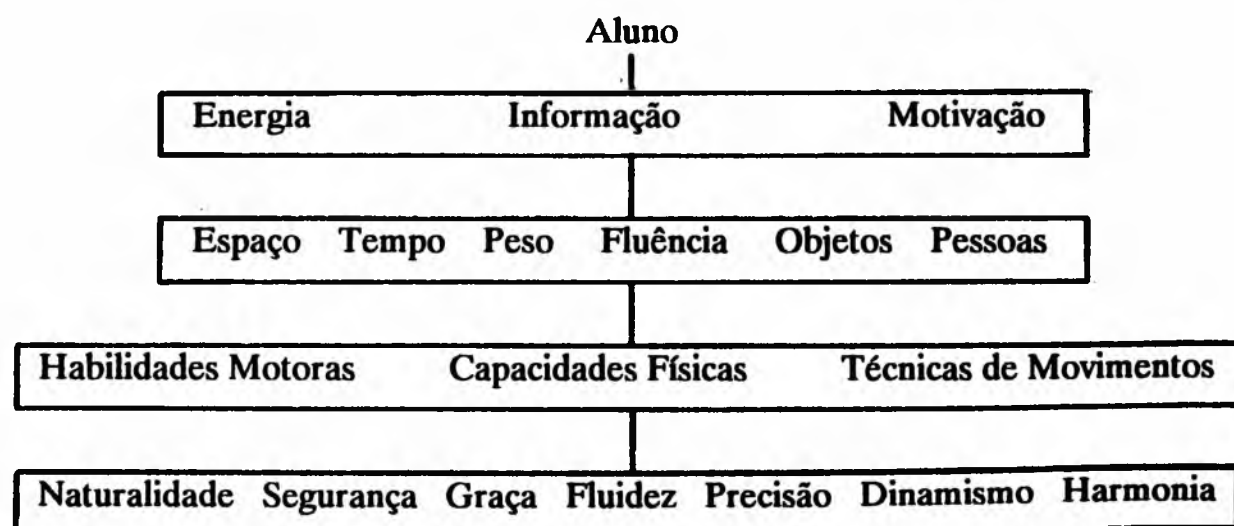 Aluno
Energia Informação Motivação
Espaço Tempo Peso Fluência Objetos Pessoas
Habilidades Motoras Capacidades Físicas Técnicas de Movimentos
Naturalidade Segurança Graça Fluidez Precisão Dinamismo Harmonia